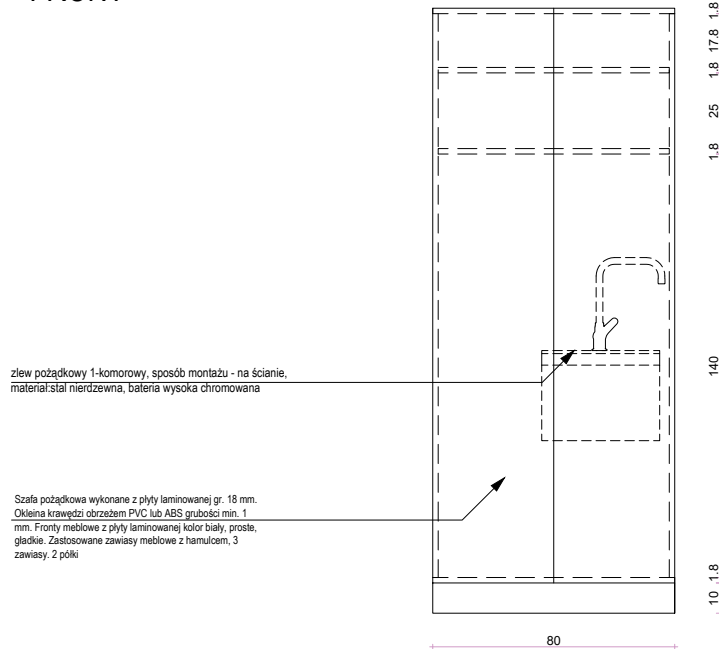 zlew pożądkowy 1-komorowy, sposób montażu - na ścianie,
materiał:stal nierdzewna, bateria wysoka chromowana
Szafa pożądkowa wykonane z płyty laminowanej gr. 18 mm.
Okleina krawędzi obrzeżem PVC lub ABS grubości min. 1
mm. Fronty meblowe z płyty laminowanej kolor biały, proste,
gładkie. Zastosowane zawiasy meblowe z hamulcem, 3
zawiasy. 2 półki
1.8
17.8
1.8
25
1.8
140
1.8
10
80